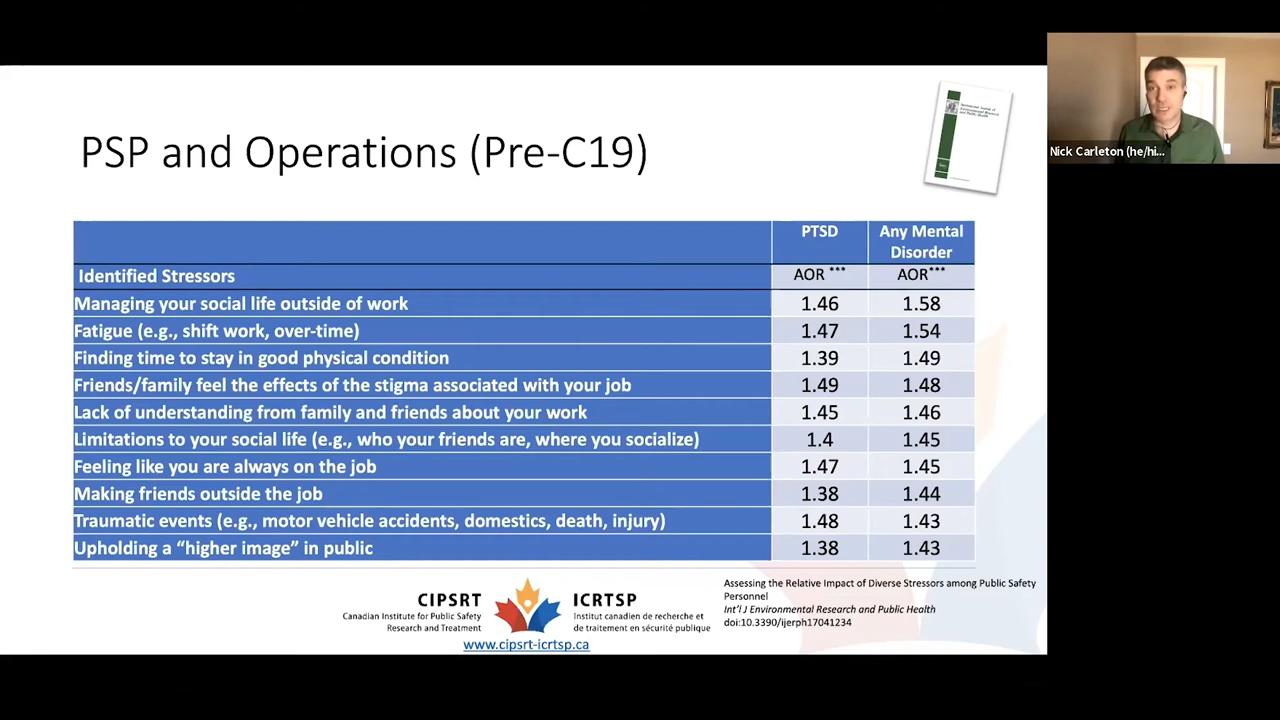 PSP and Operations (Pre-C19)
International Journal of
Environmental Research
and Public Health
Nick Carleton (he/hi...
PTSD
Any Mental
Disorder
Identified Stressors AOR *** AOR***
Managing your social life outside of work 1.46 1.58
Fatigue (e.g., shift work, over-time) 1.47 1.54
Finding time to stay in good physical condition 1.39 1.49
Friends/family feel the effects of the stigma associated with your job 1.49 1.48
Lack of understanding from family and friends about your work 1.45 1.46
Limitations to your social life (e.g., who your friends are, where you socialize) 1.4 1.45
Feeling like you are always on the job 1.47 1.45
Making friends outside the job 1.38 1.44
Traumatic events (e.g., motor vehicle accidents, domestics, death, injury) 1.48 1.43
Upholding a “higher image” in public 1.38 1.43
CIPSRT
Canadian Institute for Public Safety
Research and Treatment
ICRTSP
Institut canadien de recherche et
de traitement en sécurité publique
www.cipsrt-icrtsp.ca
Assessing the Relative Impact of Diverse Stressors among Public Safety
Personnel
Int'l J Environmental Research and Public Health
doi:10.3390/ijerph17041234